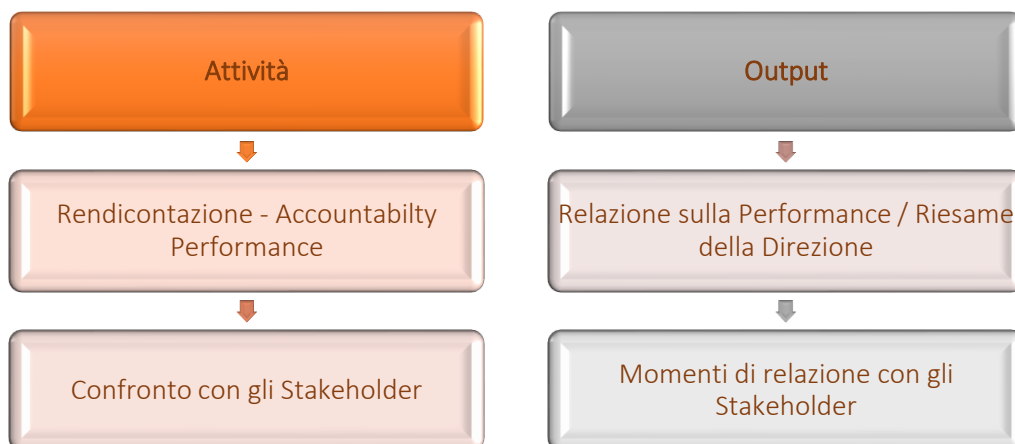 Attività
Rendicontazione - Accountabilty
Performance
Confronto con gli Stakeholder
Output
Relazione sulla Performance / Riesame
della Direzione
Momenti di relazione con gli
Stakeholder